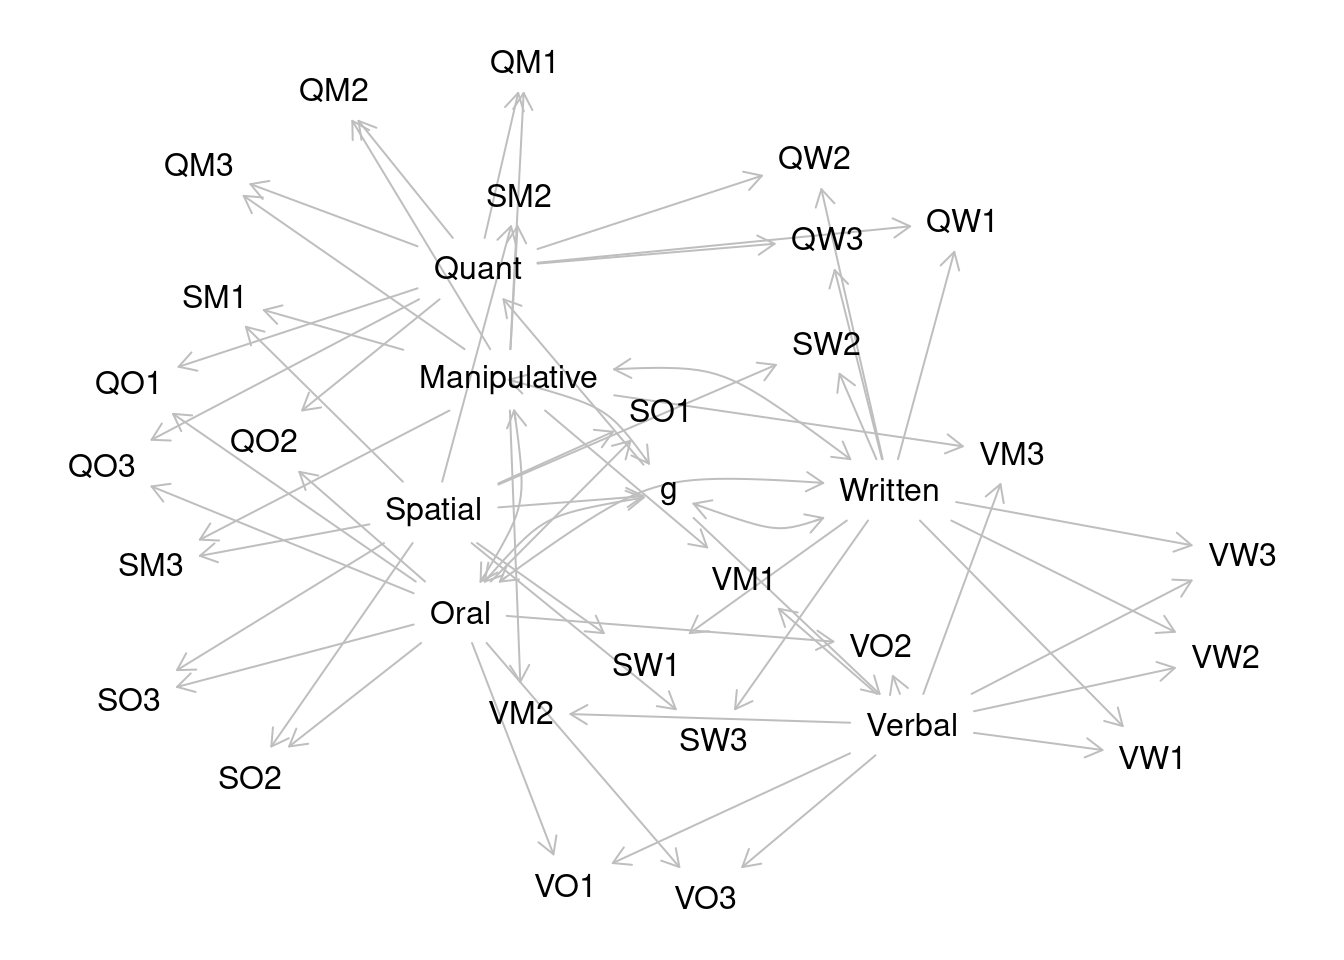 QM1
QM2
QM3
QW2
SM2
QW1
QW3
Quant
SM1
SW2
Manipulative
QO1
SO1
QO2
VM3
QO3
g
Written
Spatial
VW3
SM3
VM1
Oral
VO2
VW2
SW1
SO3
VM2
Verbal
SW3
VW1
SO2
VO1
VO3